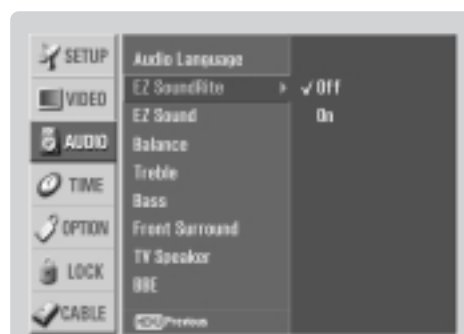 SETUP
VIDEO
AUDIO
TIME
OPTION
LOCK
CABLE
Audio Language
EZ SoundRite
EZ Sound
Balance
Treble
Bass
Front Surround
TV Speaker
BBE
MENU Previous
✓ Off
On